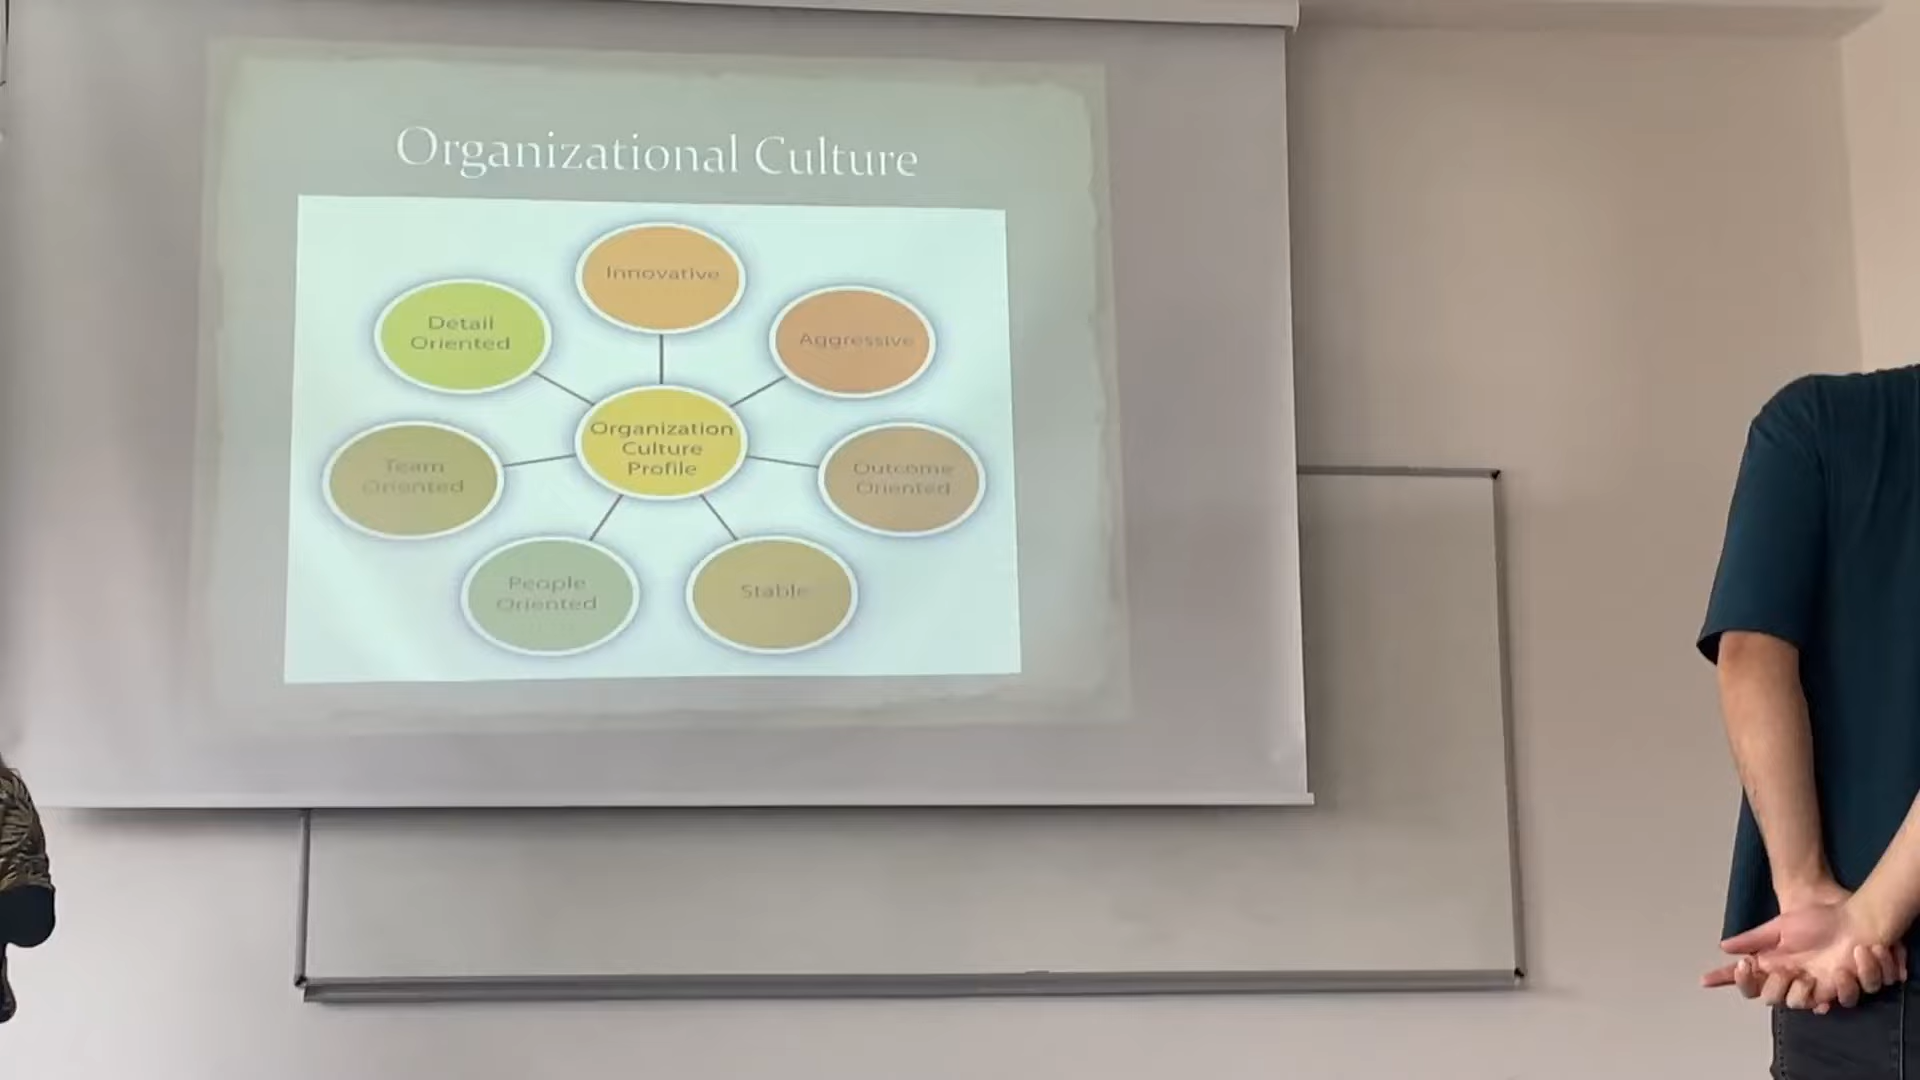 Organizational Culture
Innovative
Detail
Oriented
Aggressive
Organization
Culture
Profile
Team
Oriented
Outcome
Oriented
People
Oriented
Stable